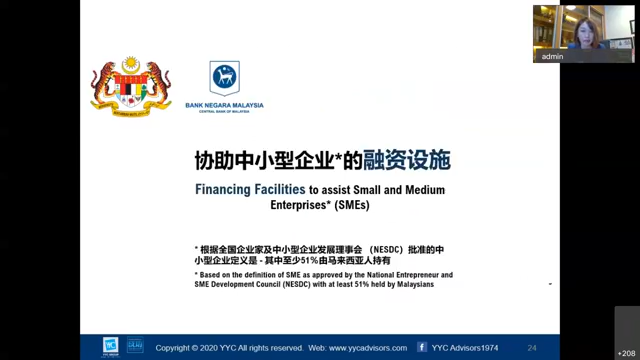 admin
BANK NEGARA MALAYSIA
CENTRAL BANK OF MALAYSIA
协助中小型企业*的融资设施
Financing Facilities to assist Small and Medium
Enterprises* (SMEs)
* 根据全国企业家及中小型企业发展理事会 （NESDC）批准的中
小型企业定义是 - 其中至少51%由马来西亚人持有
* Based on the definition of SME as approved by the National Entrepreneur and
SME Development Council (NESDC) with at least 51% held by Malaysians
Copyright © 2020 YYC All rights reserved. Web: www.yycadvisors.com
YYC Advisors1974
24
+208